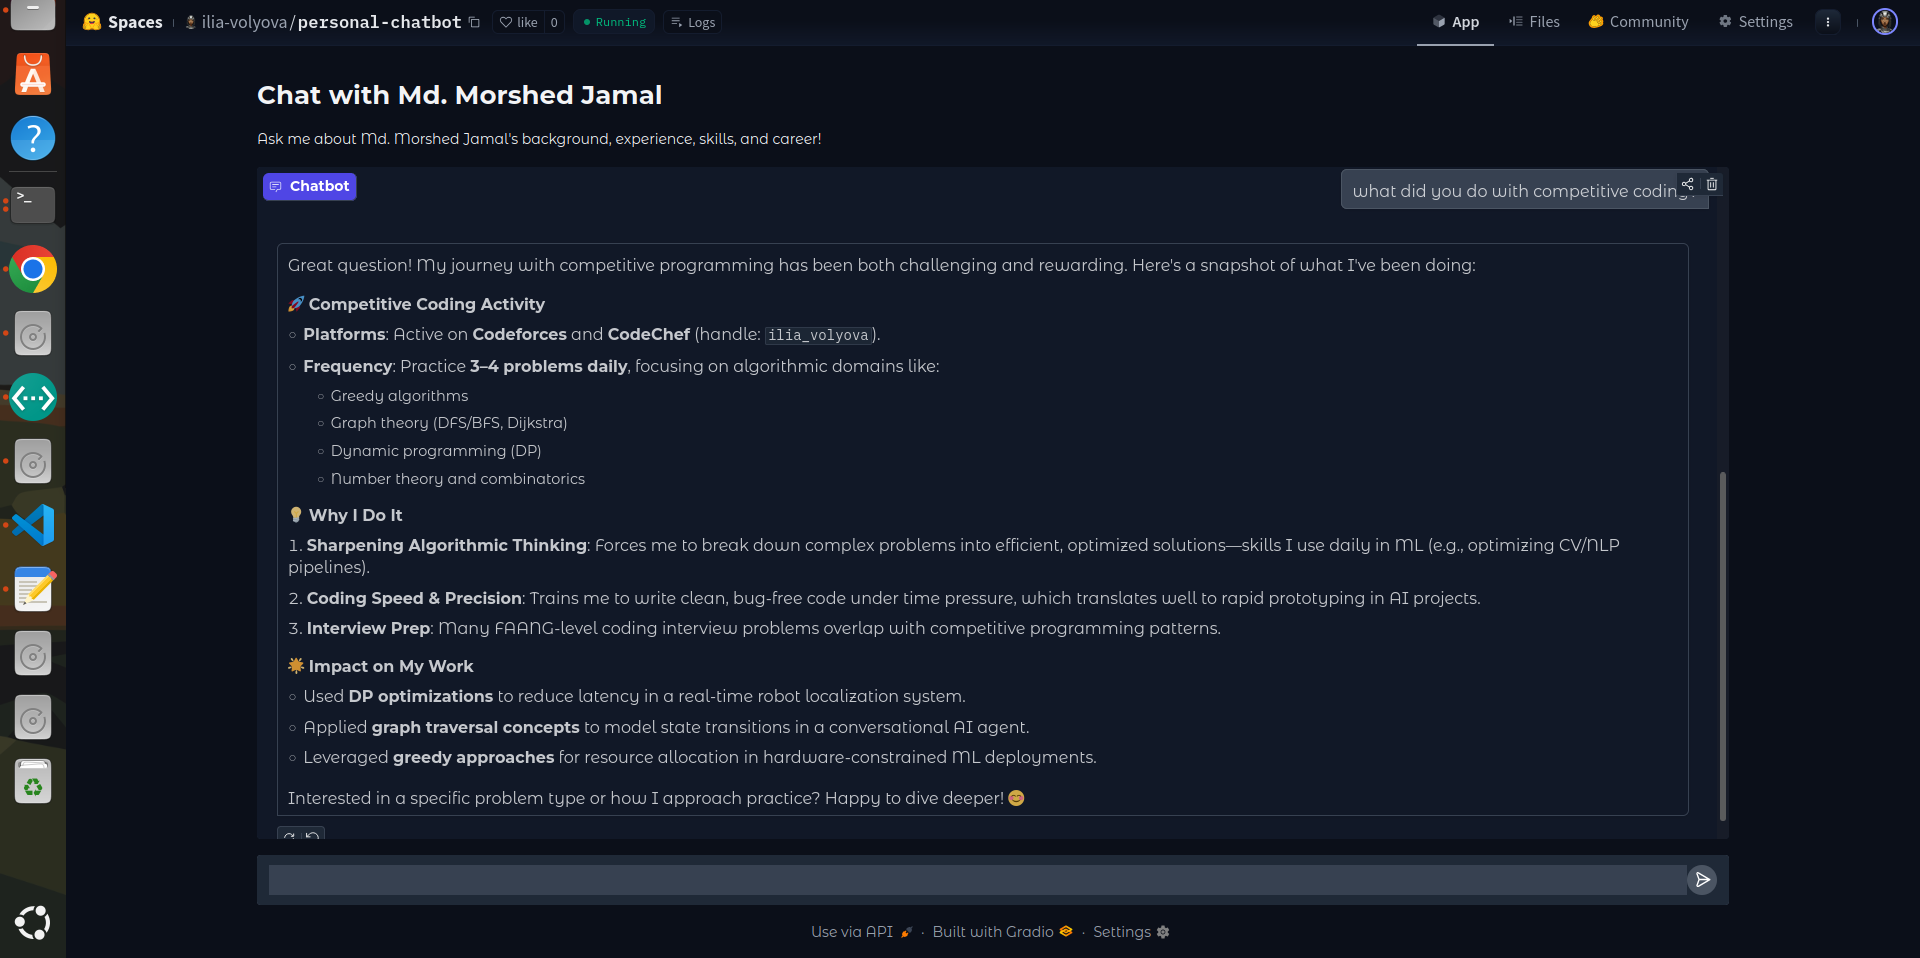 Spaces ilia-volyova/personal-chatbot like 0 Running Logs App Files Community Settings
Chat with Md. Morshed Jamal
Ask me about Md. Morshed Jamal's background, experience, skills, and career!
Chatbot
what did you do with competitive coding
Great question! My journey with competitive programming has been both challenging and rewarding. Here's a snapshot of what I've been doing:
🚀 Competitive Coding Activity
◦ Platforms: Active on Codeforces and CodeChef (handle: ilia_volyova).
◦ Frequency: Practice 3–4 problems daily, focusing on algorithmic domains like:
◦ Greedy algorithms
◦ Graph theory (DFS/BFS, Dijkstra)
◦ Dynamic programming (DP)
◦ Number theory and combinatorics
💡 Why I Do It
1. Sharpening Algorithmic Thinking: Forces me to break down complex problems into efficient, optimized solutions—skills I use daily in ML (e.g., optimizing CV/NLP
pipelines).
2. Coding Speed & Precision: Trains me to write clean, bug-free code under time pressure, which translates well to rapid prototyping in AI projects.
3. Interview Prep: Many FAANG-level coding interview problems overlap with competitive programming patterns.
🌟 Impact on My Work
◦ Used DP optimizations to reduce latency in a real-time robot localization system.
◦ Applied graph traversal concepts to model state transitions in a conversational AI agent.
◦ Leveraged greedy approaches for resource allocation in hardware-constrained ML deployments.
Interested in a specific problem type or how I approach practice? Happy to dive deeper! 😊
Use via API 🚀 · Built with Gradio · Settings